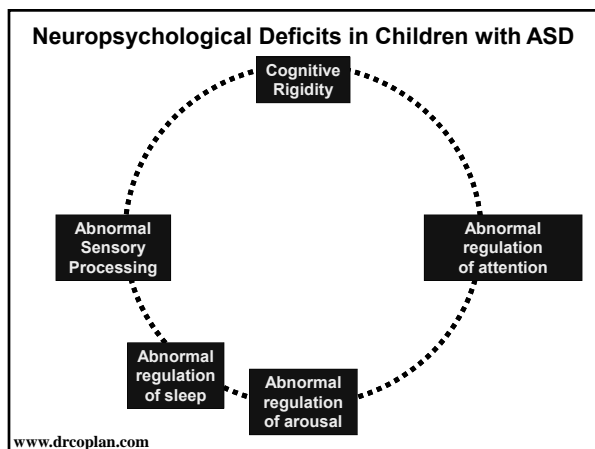 Neuropsychological Deficits in Children with ASD
Cognitive
Rigidity
Abnormal
Sensory
Processing
Abnormal
regulation
of attention
Abnormal
regulation
of sleep
Abnormal
regulation
of arousal
www.drcoplan.com